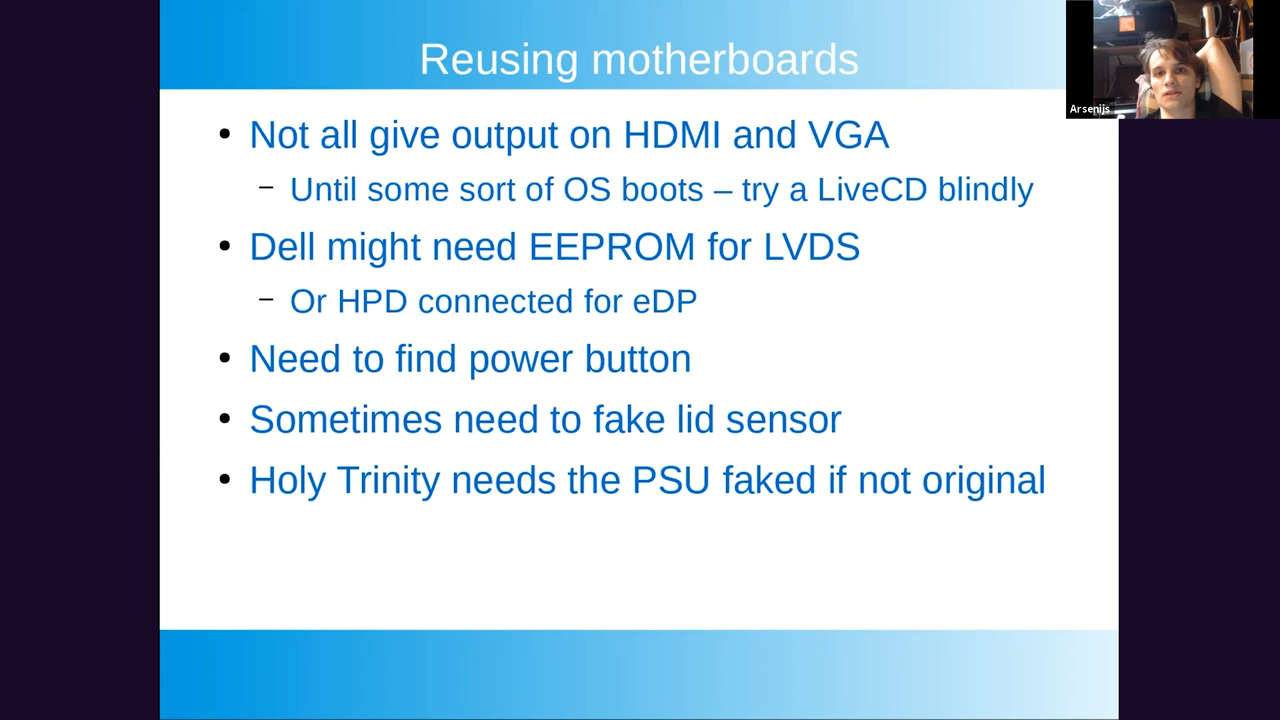 Reusing motherboards
Arsenijs
• Not all give output on HDMI and VGA
– Until some sort of OS boots – try a LiveCD blindly
• Dell might need EEPROM for LVDS
– Or HPD connected for eDP
• Need to find power button
• Sometimes need to fake lid sensor
• Holy Trinity needs the PSU faked if not original